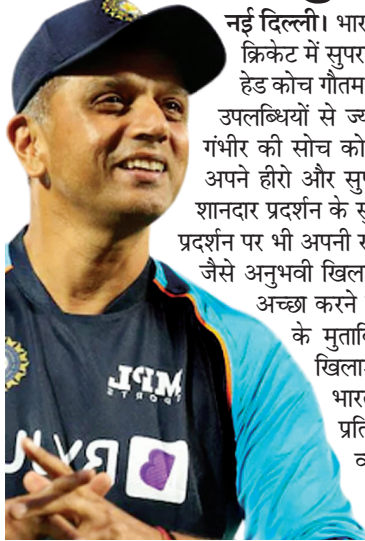 नई दिल्ली। भार
क्रिकेट में सुपर
हेड कोच गौतम
उपलब्धियों से ज्य
गंभीर की सोच को
अपने हीरो और सुप
शानदार प्रदर्शन के सु
प्रदर्शन पर भी अपनी र
जैसे अनुभवी खिल
अच्छा करने
के मुताबि
खिला
भार
प्रति
व
MPL
SPORTS
BYJU